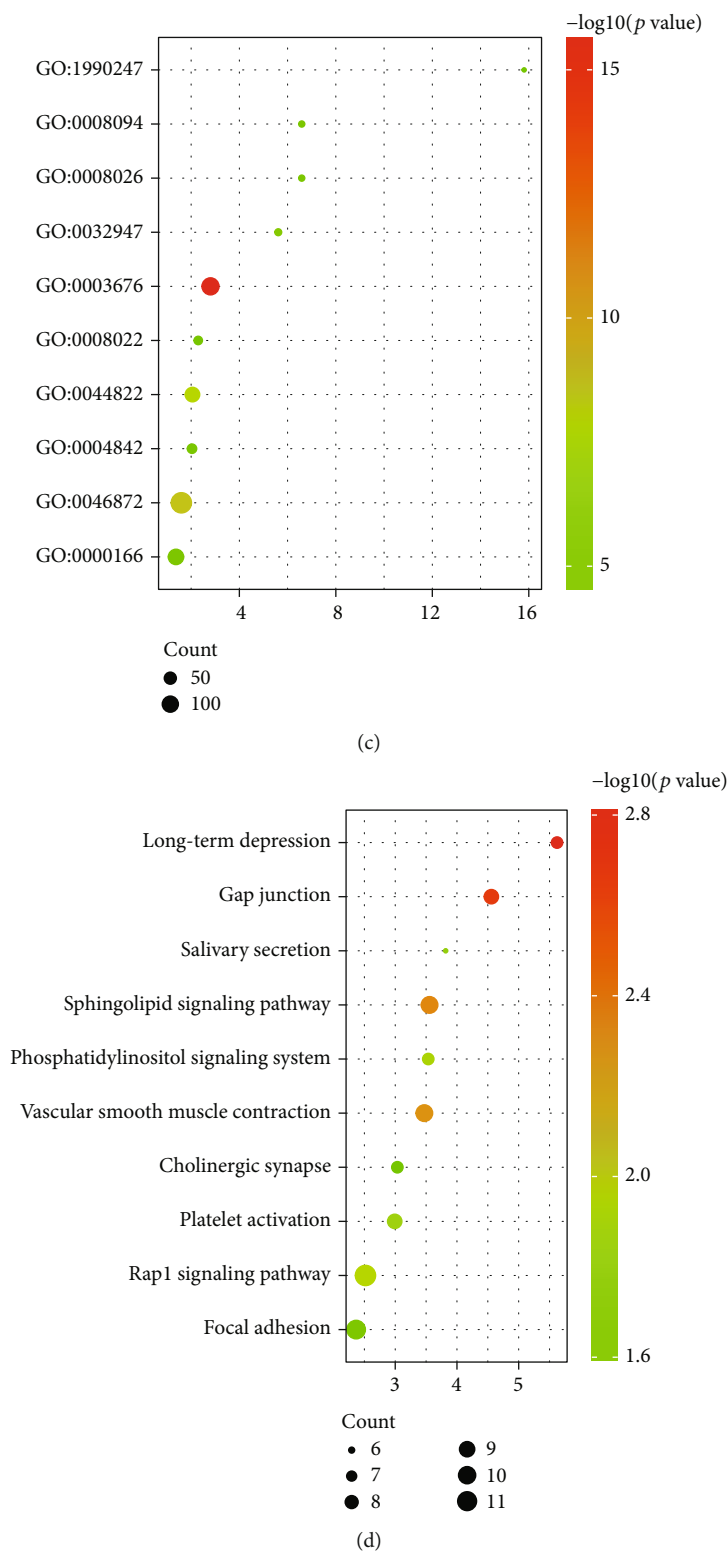 −log10(p value)
GO:1990247
GO:0008094
GO:0008026
GO:0032947
GO:0003676
GO:0008022
GO:0044822
GO:0004842
GO:0046872
GO:0000166
15
10
5
4 8 12 16
Count
50
100
(c)
−log10(p value)
Long-term depression
Gap junction
Salivary secretion
Sphingolipid signaling pathway
Phosphatidylinositol signaling system
Vascular smooth muscle contraction
Cholinergic synapse
Platelet activation
Rap1 signaling pathway
Focal adhesion
2.8
2.4
2.0
1.6
3 4 5
Count
6 9
7 10
8 11
(d)